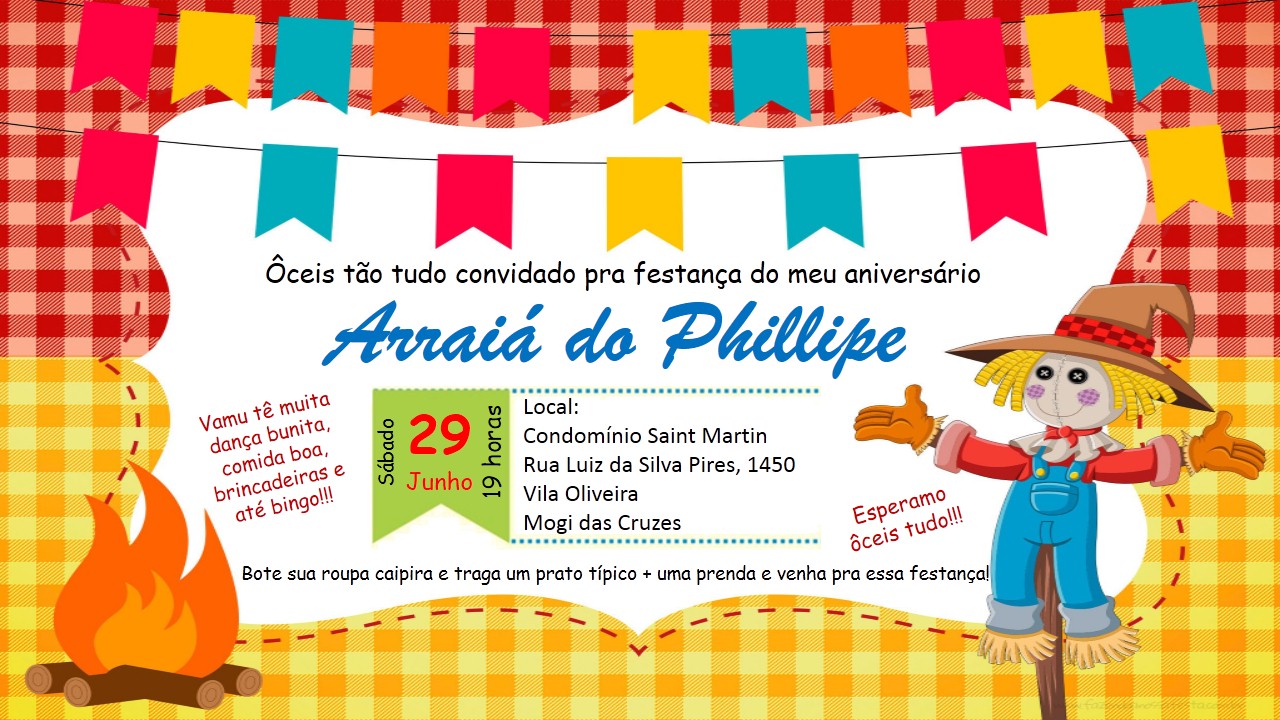 Ôceis tão tudo convidado pra festança do meu aniversário
Arraiá do Phillipe
Vamu tê muita
dança bunita,
comida boa,
brincadeiras e
até bingo!!!
Sábado
29
Junho
19 horas
Local:
Condomínio Saint Martin
Rua Luiz da Silva Pires, 1450
Vila Oliveira
Mogi das Cruzes
Esperamo
ôceis tudo!!!
Bote sua roupa caipira e traga um prato típico + uma prenda e venha pra essa festança!